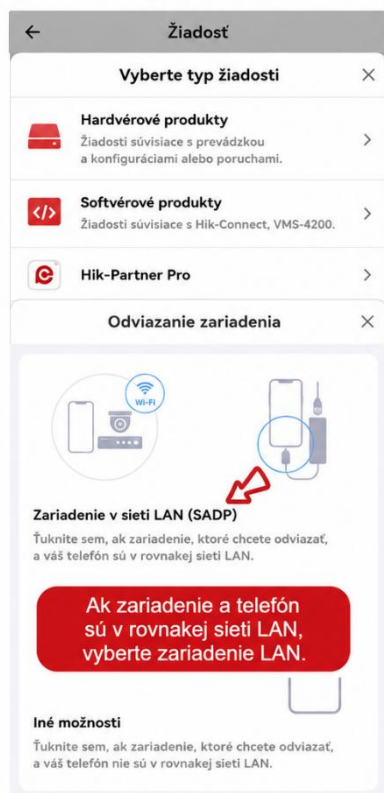 Žiadosť
Vyberte typ žiadosti
Hardvérové produkty
Žiadosti súvisiace s prevádzkou
a konfiguráciami alebo poruchami.
</>
Softvérové produkty
Žiadosti súvisiace s Hik-Connect, VMS-4200.
Hik-Partner Pro
Odviazanie zariadenia
Wi-Fi
Zariadenie v sieti LAN (SADP)
Ťuknite sem, ak zariadenie, ktoré chcete odviazať,
a váš telefón sú v rovnakej sieti LAN.
Ak zariadenie a telefón
sú v rovnakej sieti LAN,
vyberte zariadenie LAN.
Iné možnosti
Ťuknite sem, ak zariadenie, ktoré chcete odviazať,
a váš telefón nie sú v rovnakej sieti LAN.